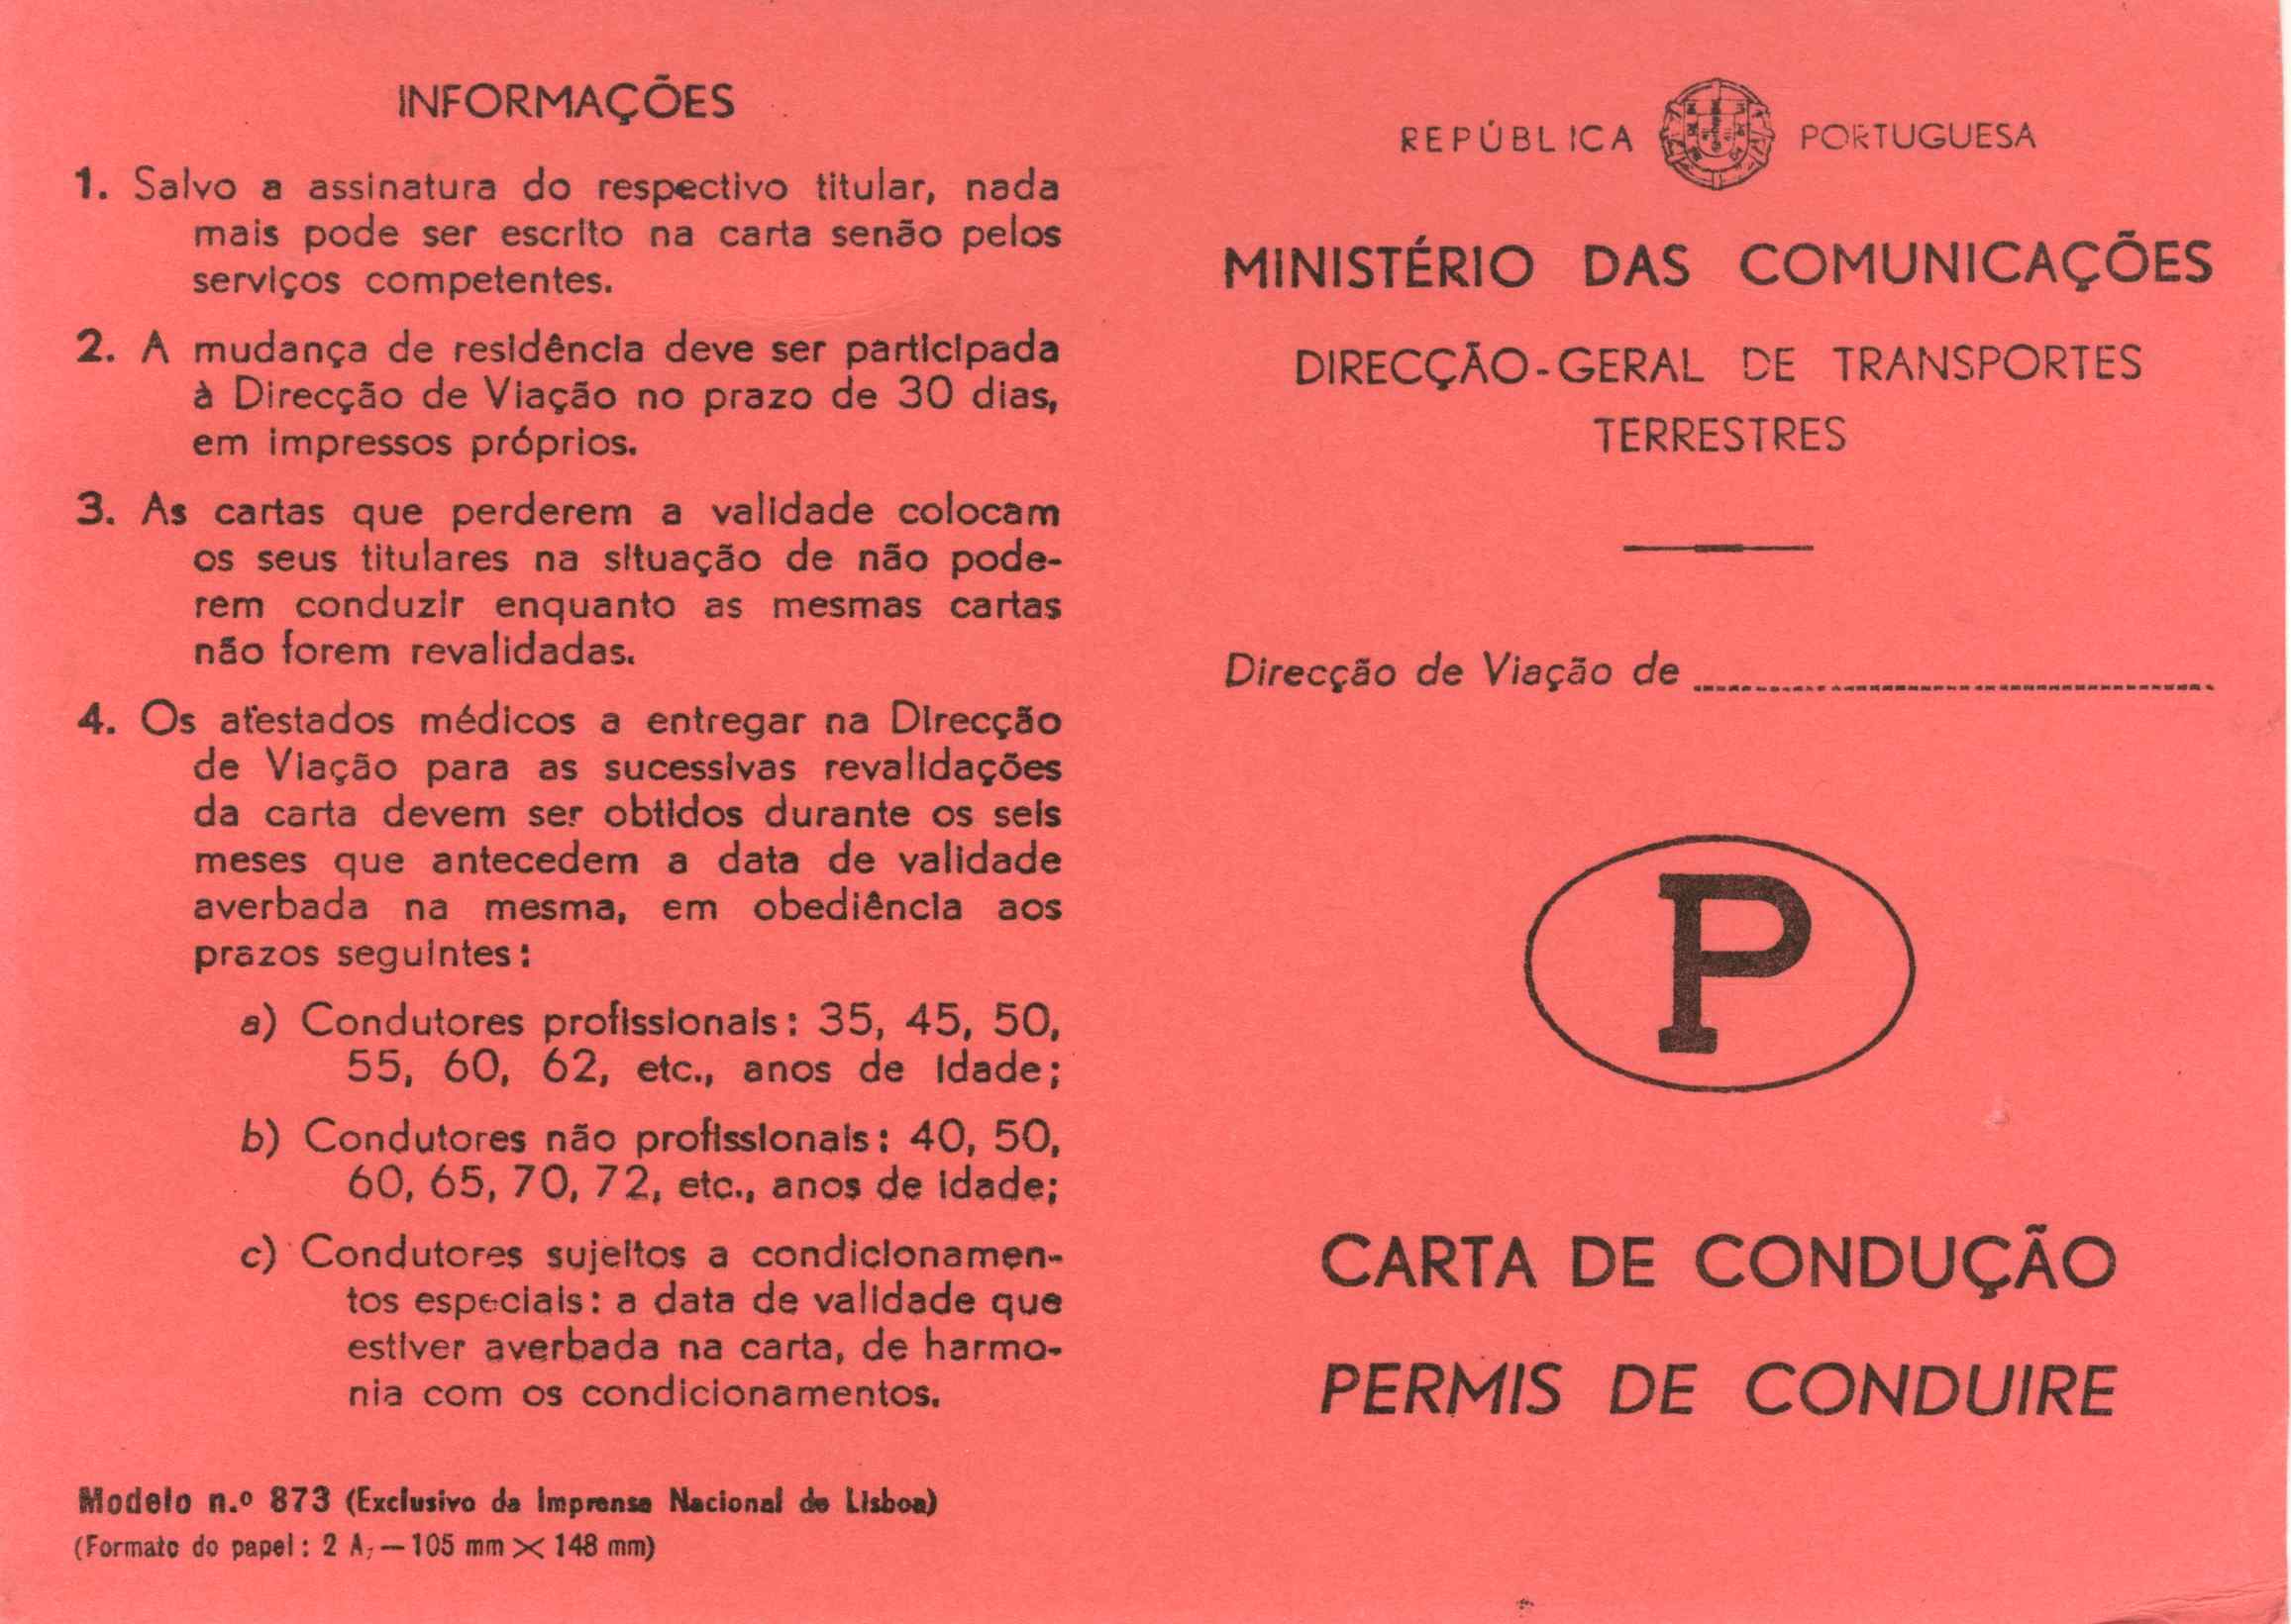 INFORMAÇÕES
1. Salvo a assinatura do respectivo titular, nada
mais pode ser escrito na carta senão pelos
serviços competentes.
2. A mudança de residência deve ser participada
à Direcção de Viação no prazo de 30 dias,
em impressos próprios.
3. As cartas que perderem a validade colocam
os seus titulares na situação de não pode-
rem conduzir enquanto as mesmas cartas
não forem revalidadas.
4. Os atestados médicos a entregar na Direcção
de Viação para as sucessivas revalidações
da carta devem ser obtidos durante os seis
meses que antecedem a data de validade
averbada na mesma, em obediência aos
prazos seguintes:
a) Condutores profissionais: 35, 45, 50,
55, 60, 62, etc., anos de idade;
b) Condutores não profissionais: 40, 50,
60, 65, 70, 72, etc., anos de idade;
c) Condutores sujeitos a condicionamen-
tos especiais: a data de validade que
estiver averbada na carta, de harmo-
nia com os condicionamentos.
Modelo n.º 873 (Exclusivo da Imprensa Nacional de Lisboa)
(Formato do papel: 2 A7 — 105 mm × 148 mm)
REPÚBLICA PORTUGUESA
MINISTÉRIO DAS COMUNICAÇÕES
DIRECÇÃO-GERAL DE TRANSPORTES
TERRESTRES
Direcção de Viação de
P
CARTA DE CONDUÇÃO
PERMIS DE CONDUIRE